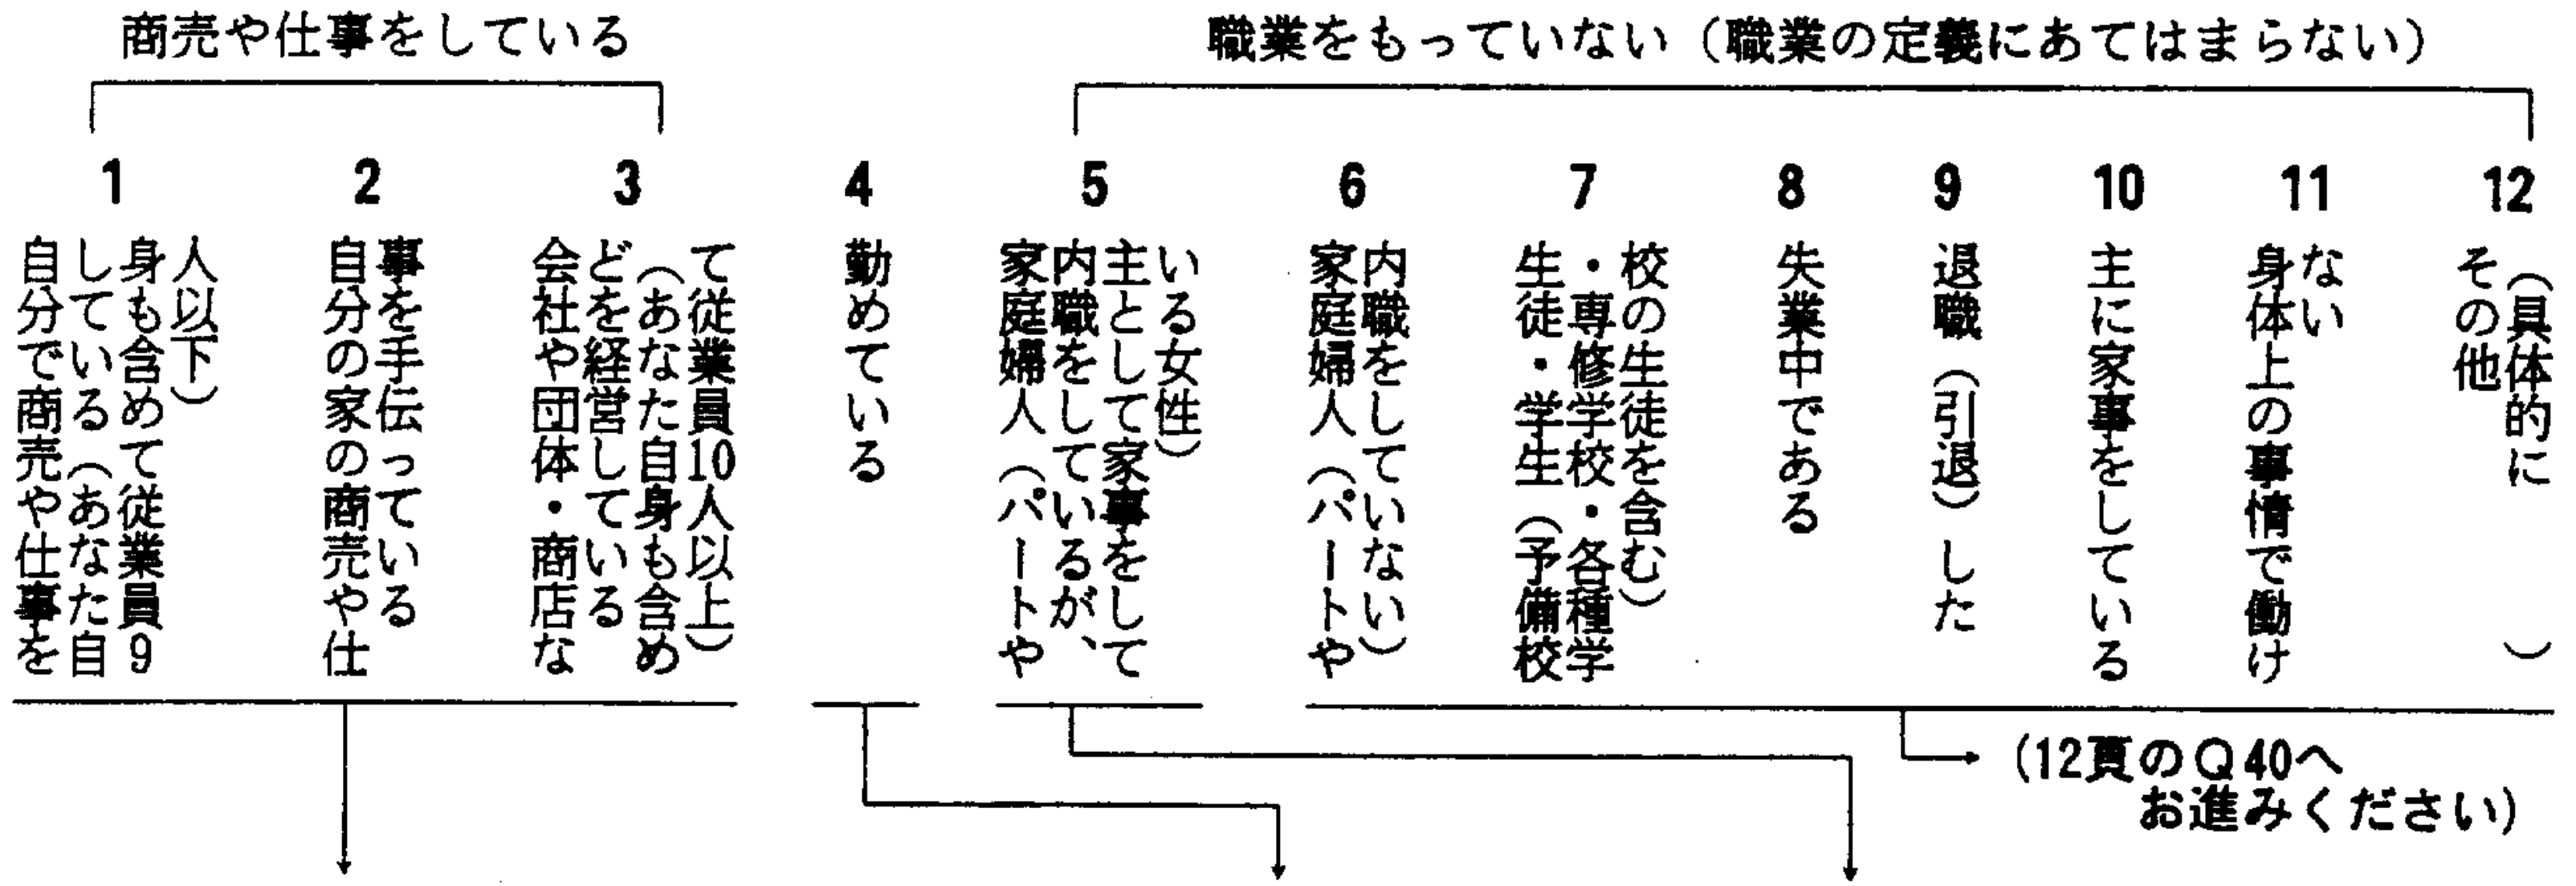 商売や仕事をしている
1
自分で商売や仕事を
している（あなた自
身も含めて従業員9
人以下）
2
自分の家の商売や仕
事を手伝っている
3
会社や団体・商店な
どを経営している
（あなた自身も含め
て従業員10人以上）
4
勤めている
職業をもっていない（職業の定義にあてはまらない）
5
家庭婦人（パートや
内職をしているが、
主として家事をして
いる女性）
6
家庭婦人（パートや
内職をしていない）
7
生徒・学生（予備校
・専修学校・各種学
校の生徒を含む）
8
失業中である
9
退職（引退）した
10
主に家事をしている
11
身体上の事情で働け
ない
12
その他
（具体的に　　　）
（12頁のＱ40へ
お進みください）